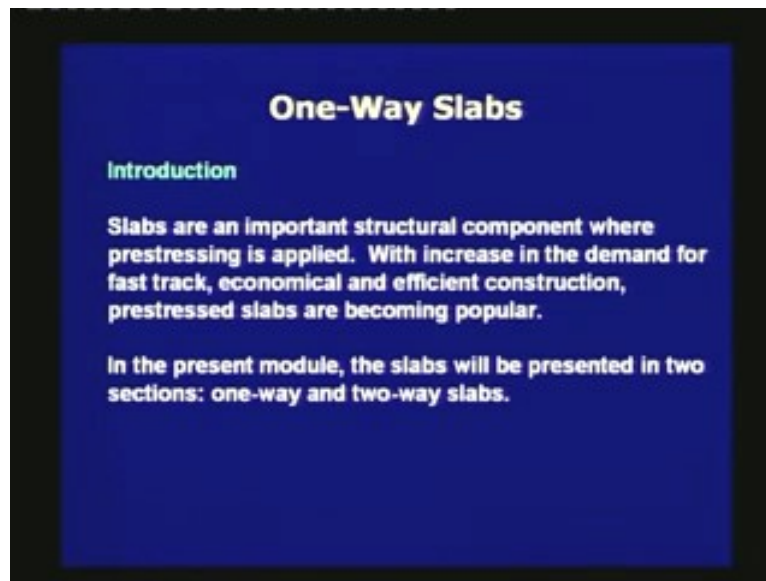 One-Way Slabs
Introduction
Slabs are an important structural component where
prestressing is applied. With increase in the demand for
fast track, economical and efficient construction,
prestressed slabs are becoming popular.
In the present module, the slabs will be presented in two
sections: one-way and two-way slabs.